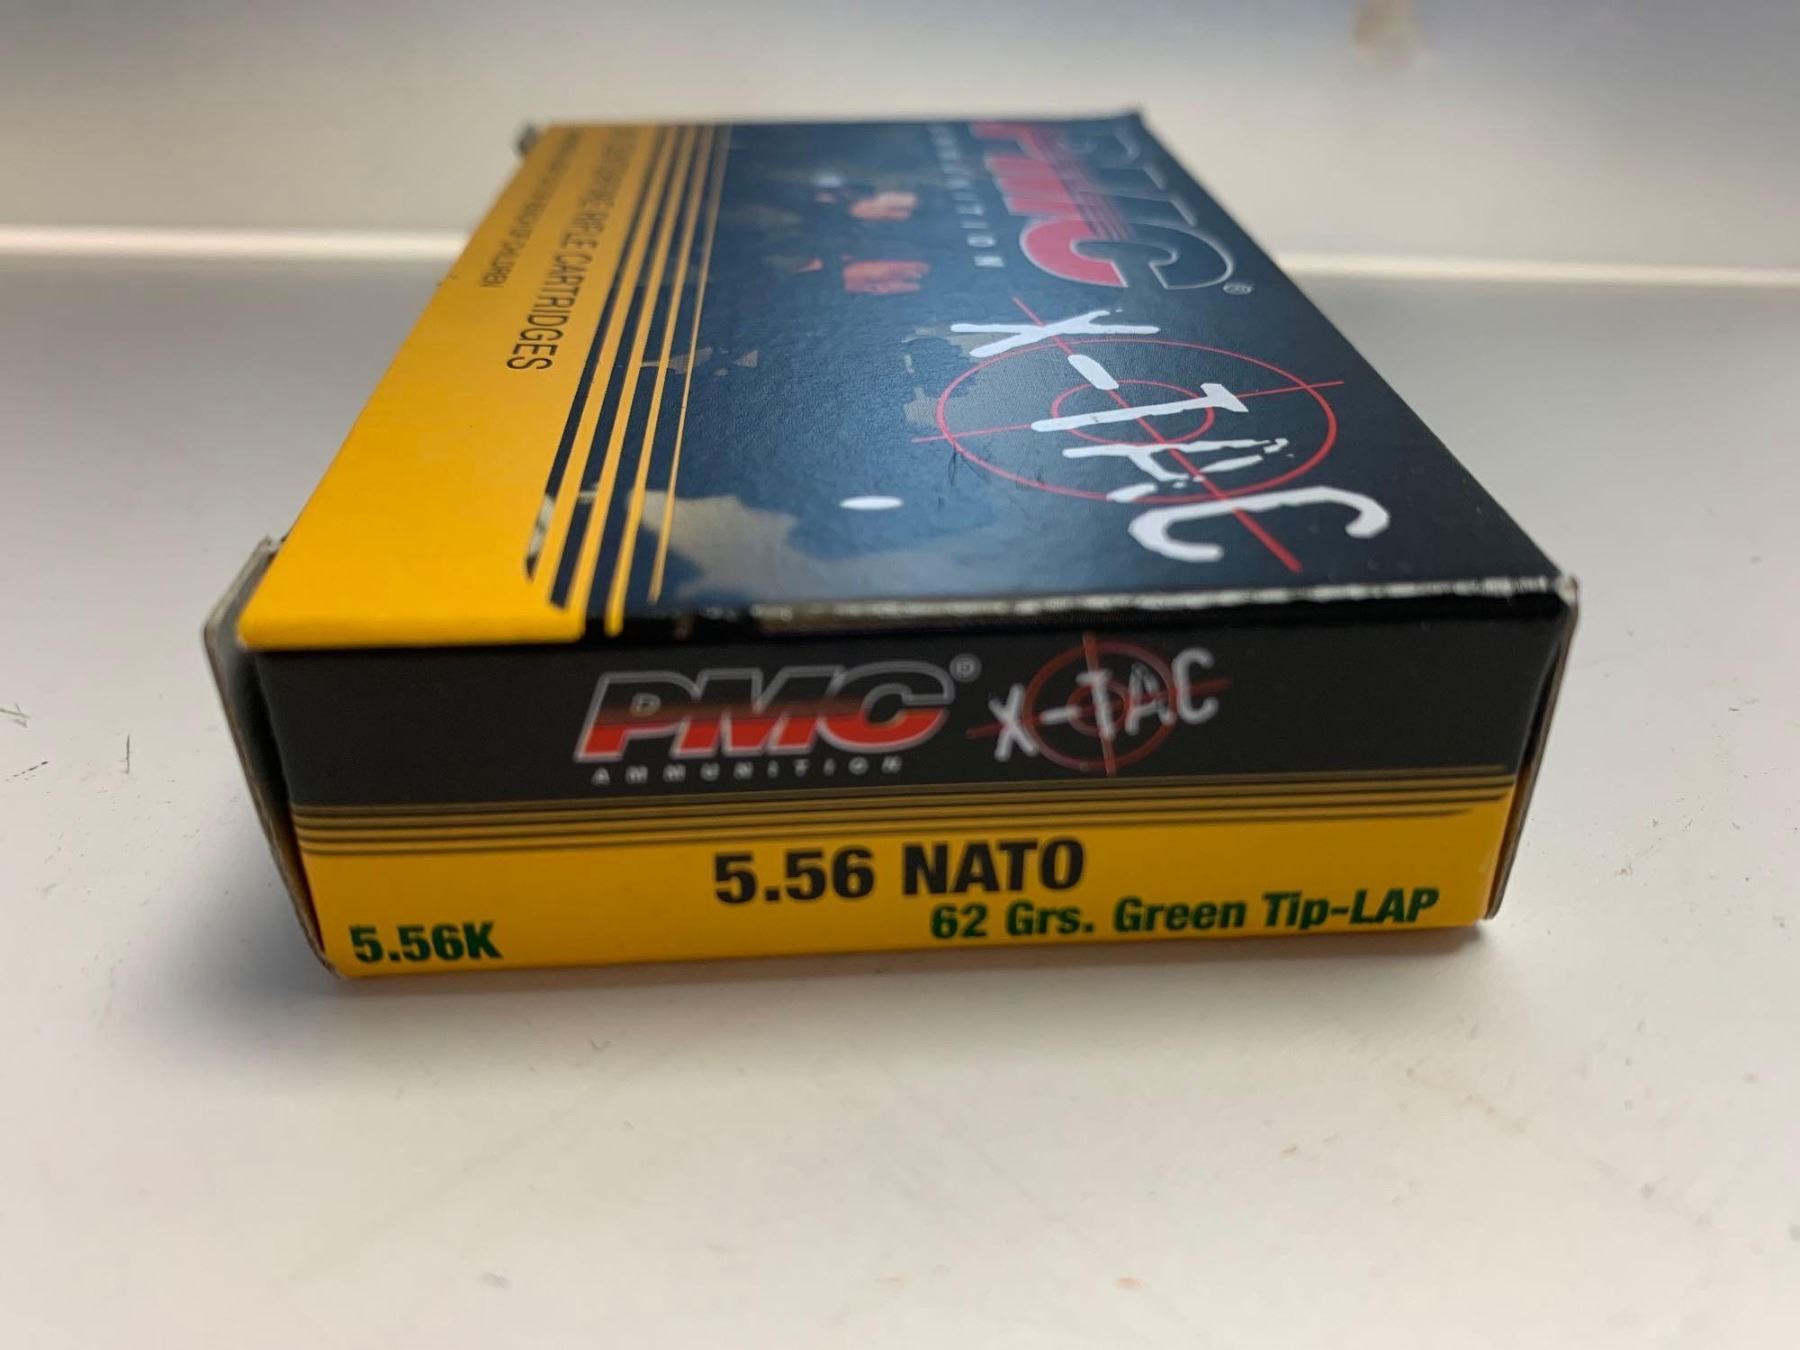 PMC®
AMMUNITION
X-TAC
RIFLE CARTRIDGES
PMC® X-TAC
AMMUNITION
5.56 NATO
62 Grs. Green Tip-LAP
5.56K